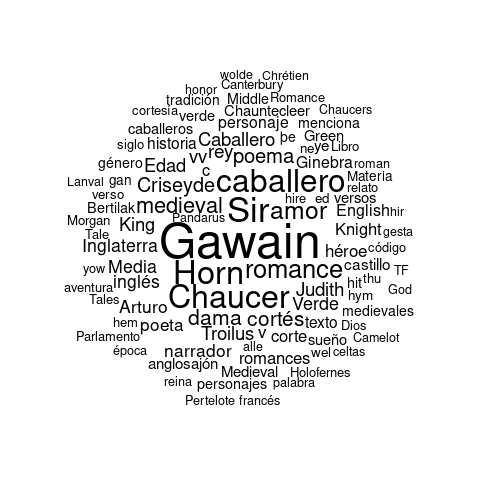 wolde Chrétien
honor Canterbury
tradición Middle Romance
cortesía verde Chauntecleer Chaucers
caballeros personaje menciona
siglo historia Caballero þe Green
ne ye Libro
género Edad vv rey poema Ginebra roman
Lanval gan Criseyde c caballero Materia
relato
verso medieval hire ed versos
Bertilak Sir amor English hir
Morgan King Pandarus Knight gesta
Tale Gawain
Inglaterra héroe código
yow Media Horn romance castillo TF
aventura inglés hit thu
Tales Chaucer Judith hym God
Arturo Verde medievales
hem poeta dama cortés texto Dios
Parlamento Troilus v corte sueño Camelot
época narrador alle wel celtas
anglosajón romances
Medieval Holofernes
reina personajes palabra
Pertelote francés